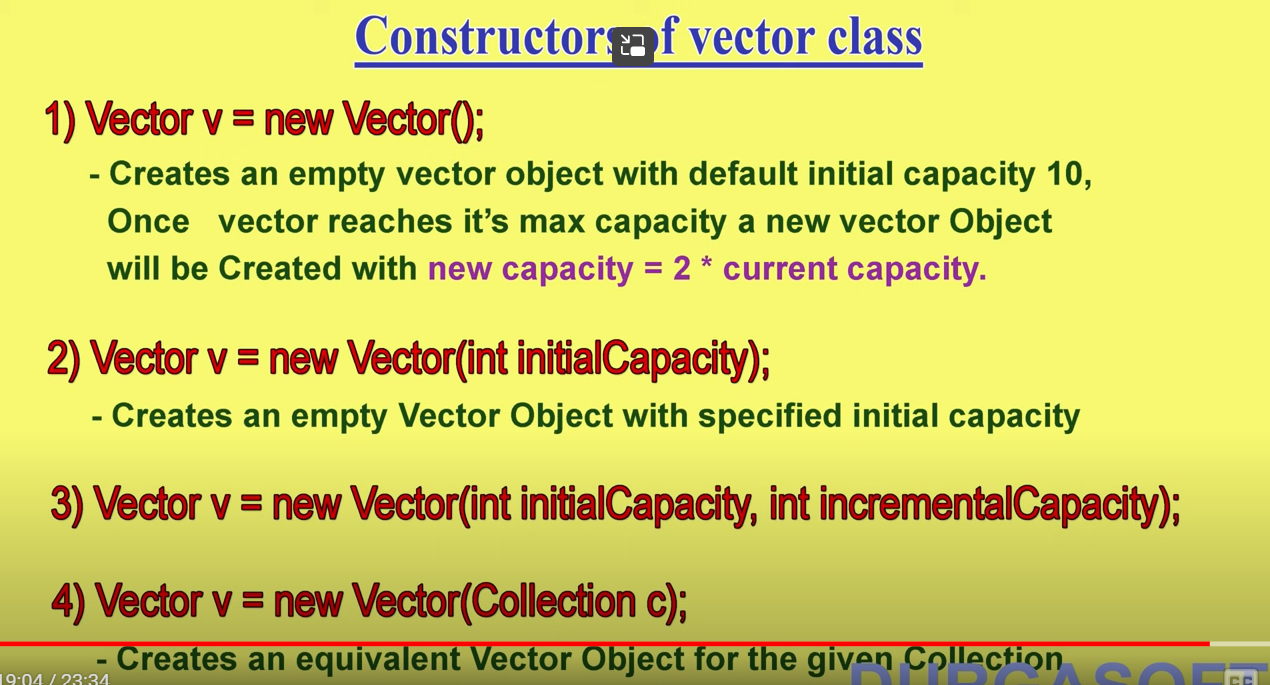 Constructors of vector class
1) Vector v = new Vector();
- Creates an empty vector object with default initial capacity 10,
Once vector reaches it's max capacity a new vector Object
will be Created with new capacity = 2 * current capacity.
2) Vector v = new Vector(int initialCapacity);
- Creates an empty Vector Object with specified initial capacity
3) Vector v = new Vector(int initialCapacity, int incrementalCapacity);
4) Vector v = new Vector(Collection c);
- Creates an equivalent Vector Object for the given Collection
DURGASOFT
19:04 / 23:34
CC